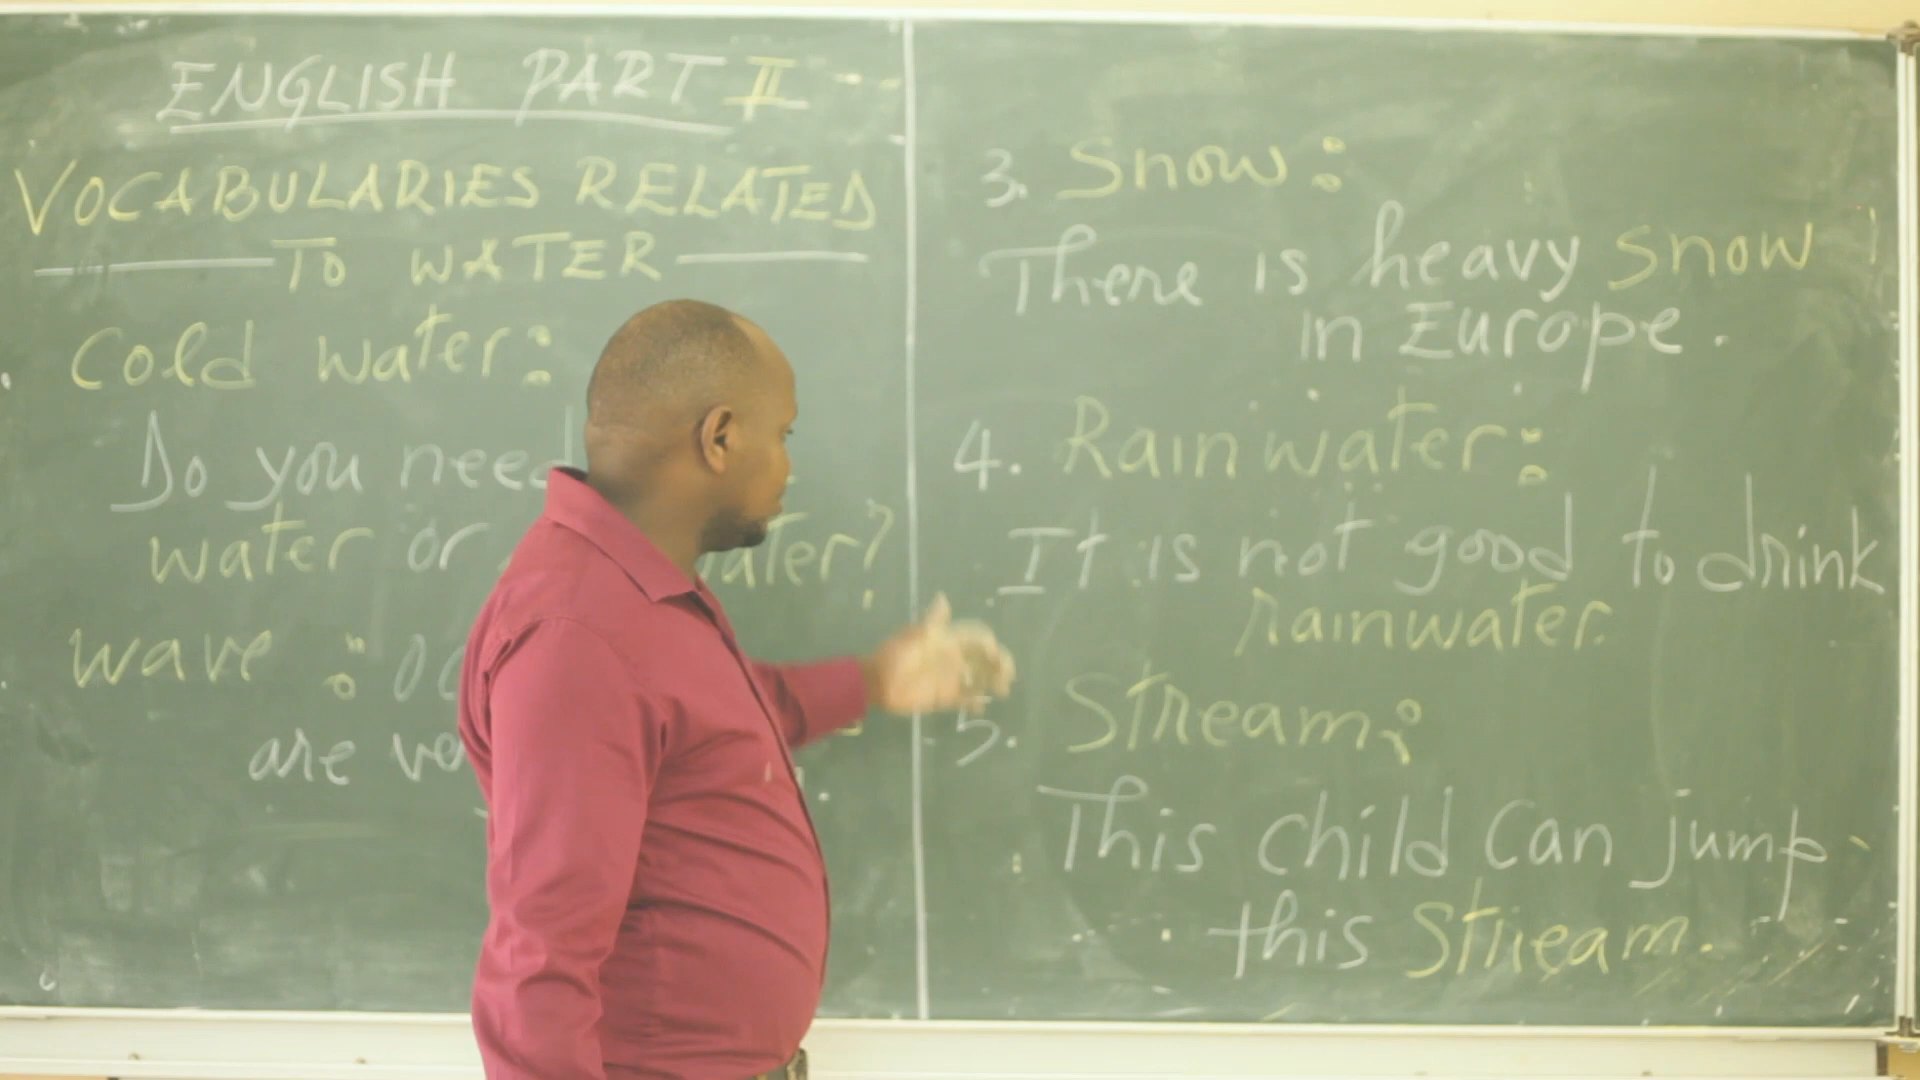 ENGLISH PART II
VOCABULARIES RELATED
TO WATER
Cold water:
Do you need
water or water?
wave:
are
3. Snow:
There is heavy snow
in Europe.
4. Rainwater:
It is not good to drink
rainwater.
5. Stream:
This child can jump
this stream.